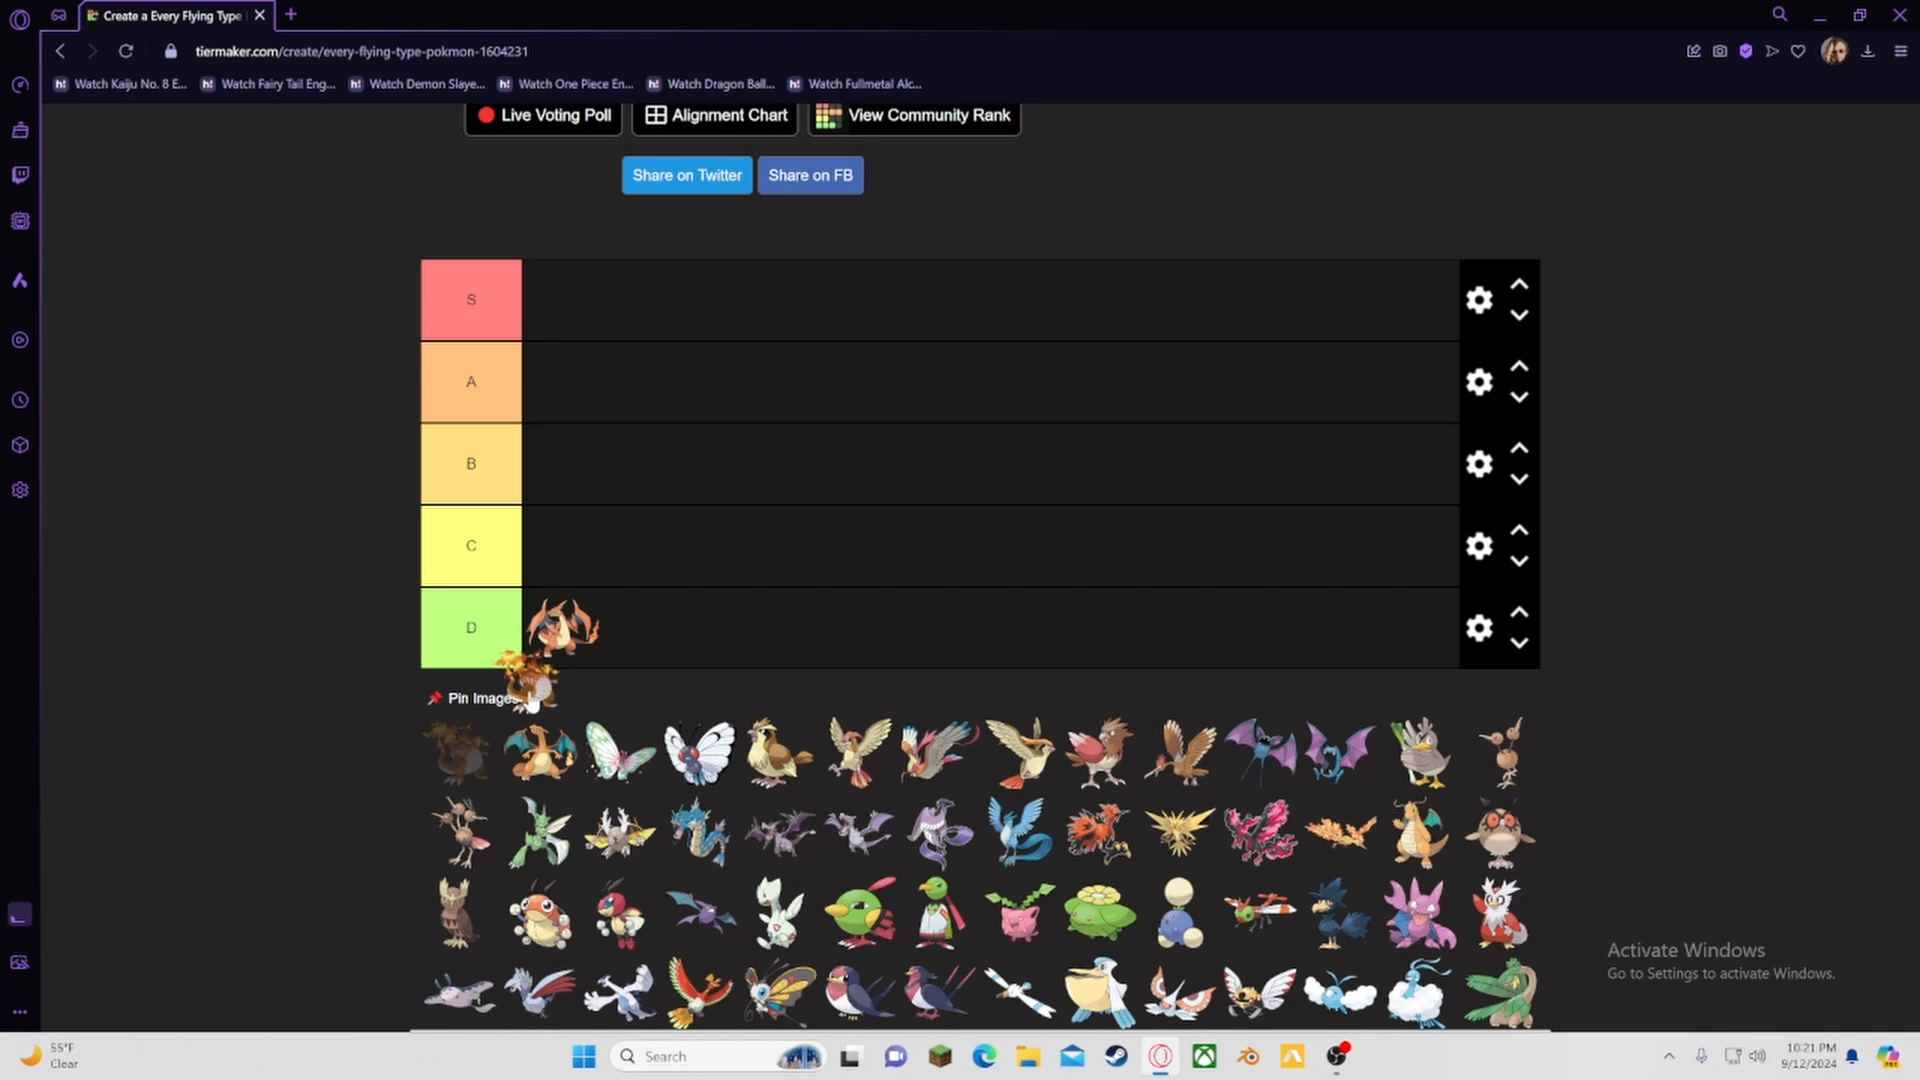 Create a Every Flying Type
tiermaker.com/create/every-flying-type-pokmon-1604231
h! Watch Kaiju No. 8 E... h! Watch Fairy Tail Eng... h! Watch Demon Slaye... h! Watch One Piece En... h! Watch Dragon Ball... h! Watch Fullmetal Alc...
Live Voting Poll Alignment Chart View Community Rank
Share on Twitter Share on FB
S
A
B
C
D
Pin Images
Activate Windows
Go to Settings to activate Windows.
55°F
Clear
Search
10:21 PM
9/12/2024